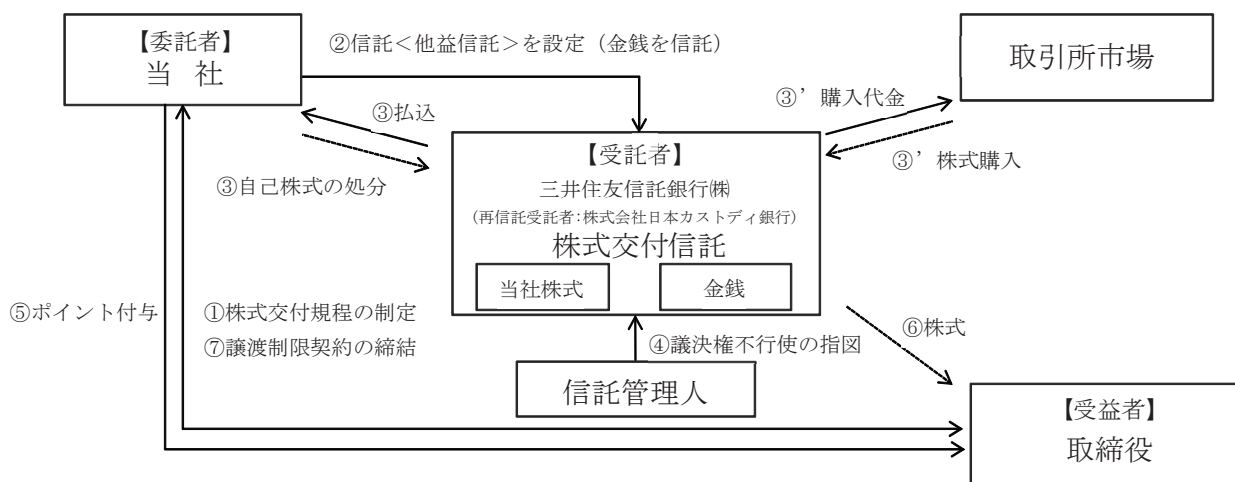 【委託者】
当 社
②信託＜他益信託＞を設定（金銭を信託）
取引所市場
③払込
③’購入代金
③自己株式の処分
③’株式購入
【受託者】
三井住友信託銀行㈱
(再信託受託者:株式会社日本カストディ銀行)
株式交付信託
当社株式
金銭
⑤ポイント付与
①株式交付規程の制定
⑦譲渡制限契約の締結
④議決権不行使の指図
⑥株式
信託管理人
【受益者】
取締役